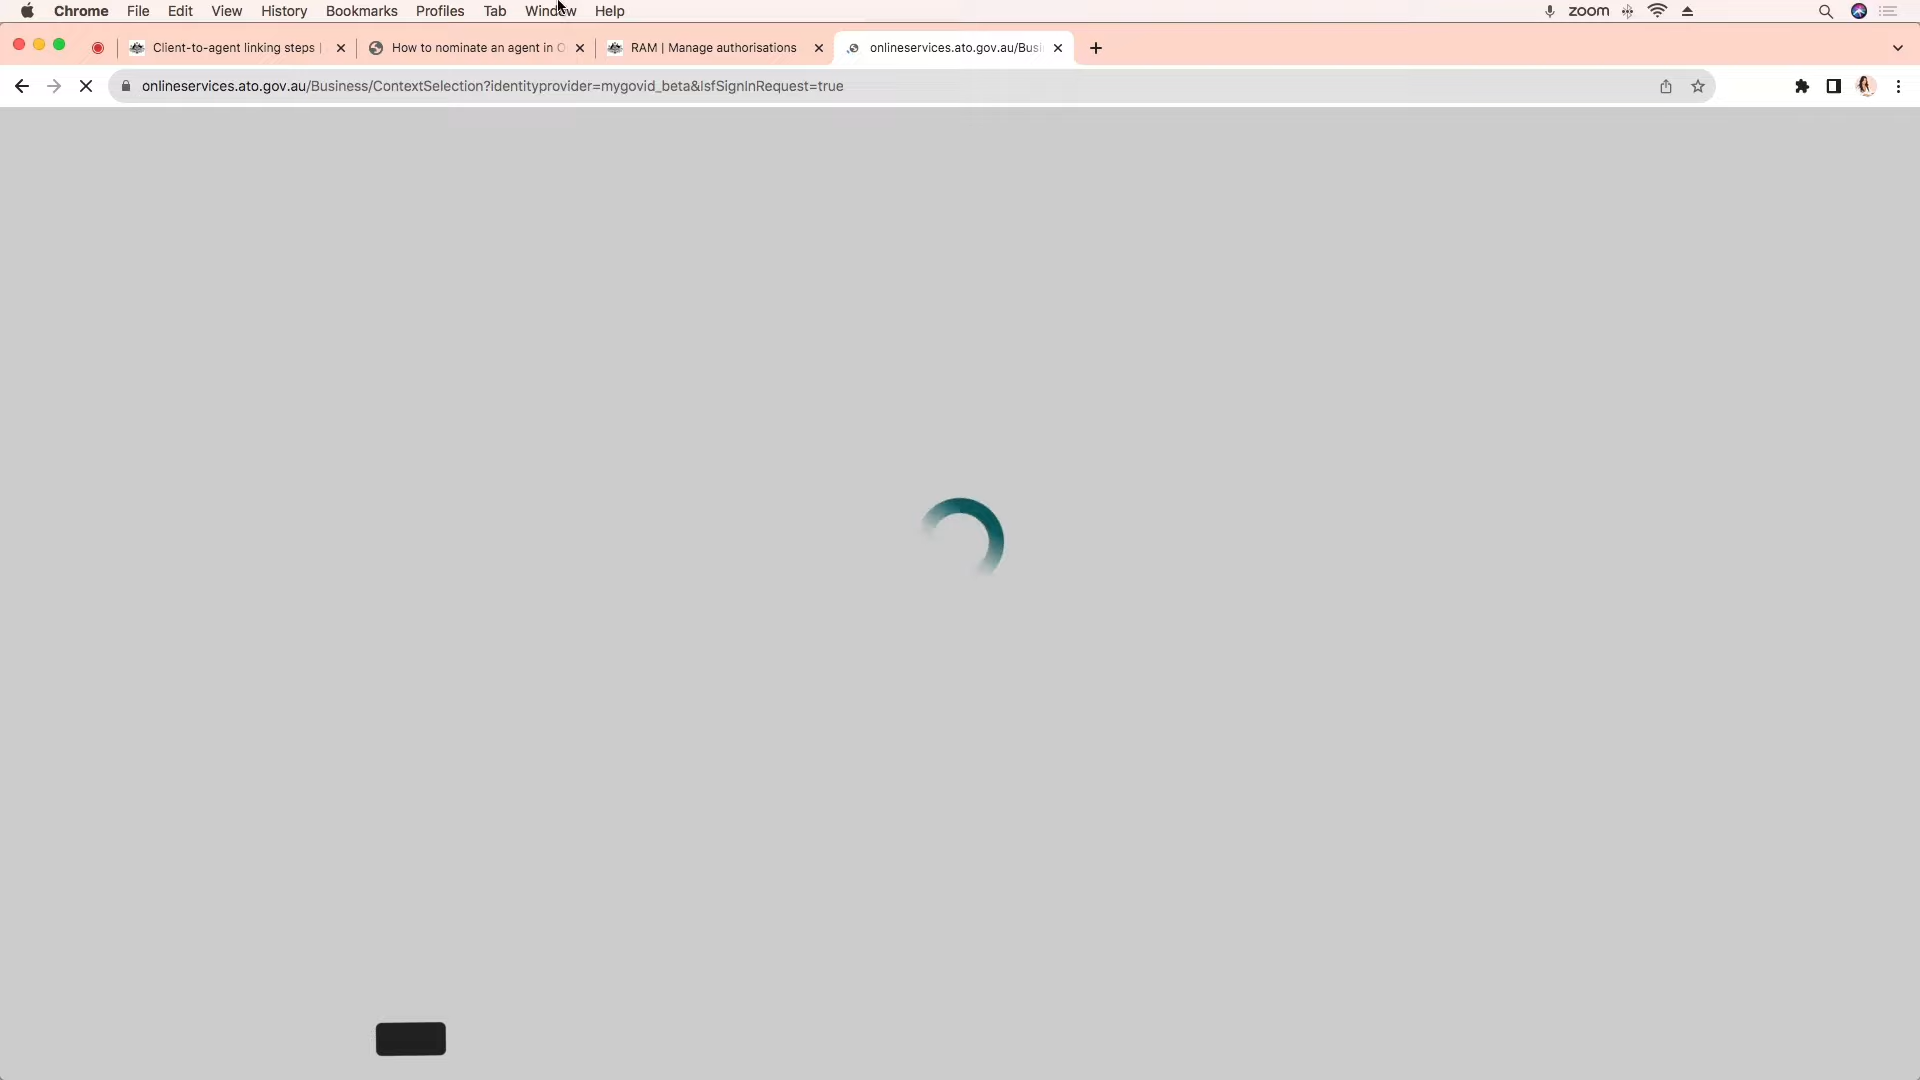 Chrome File Edit View History Bookmarks Profiles Tab Window Help zoom
Client-to-agent linking steps | How to nominate an agent in O RAM | Manage authorisations onlineservices.ato.gov.au/Busi
onlineservices.ato.gov.au/Business/ContextSelection?identityprovider=mygovid_beta&IsfSignInRequest=true